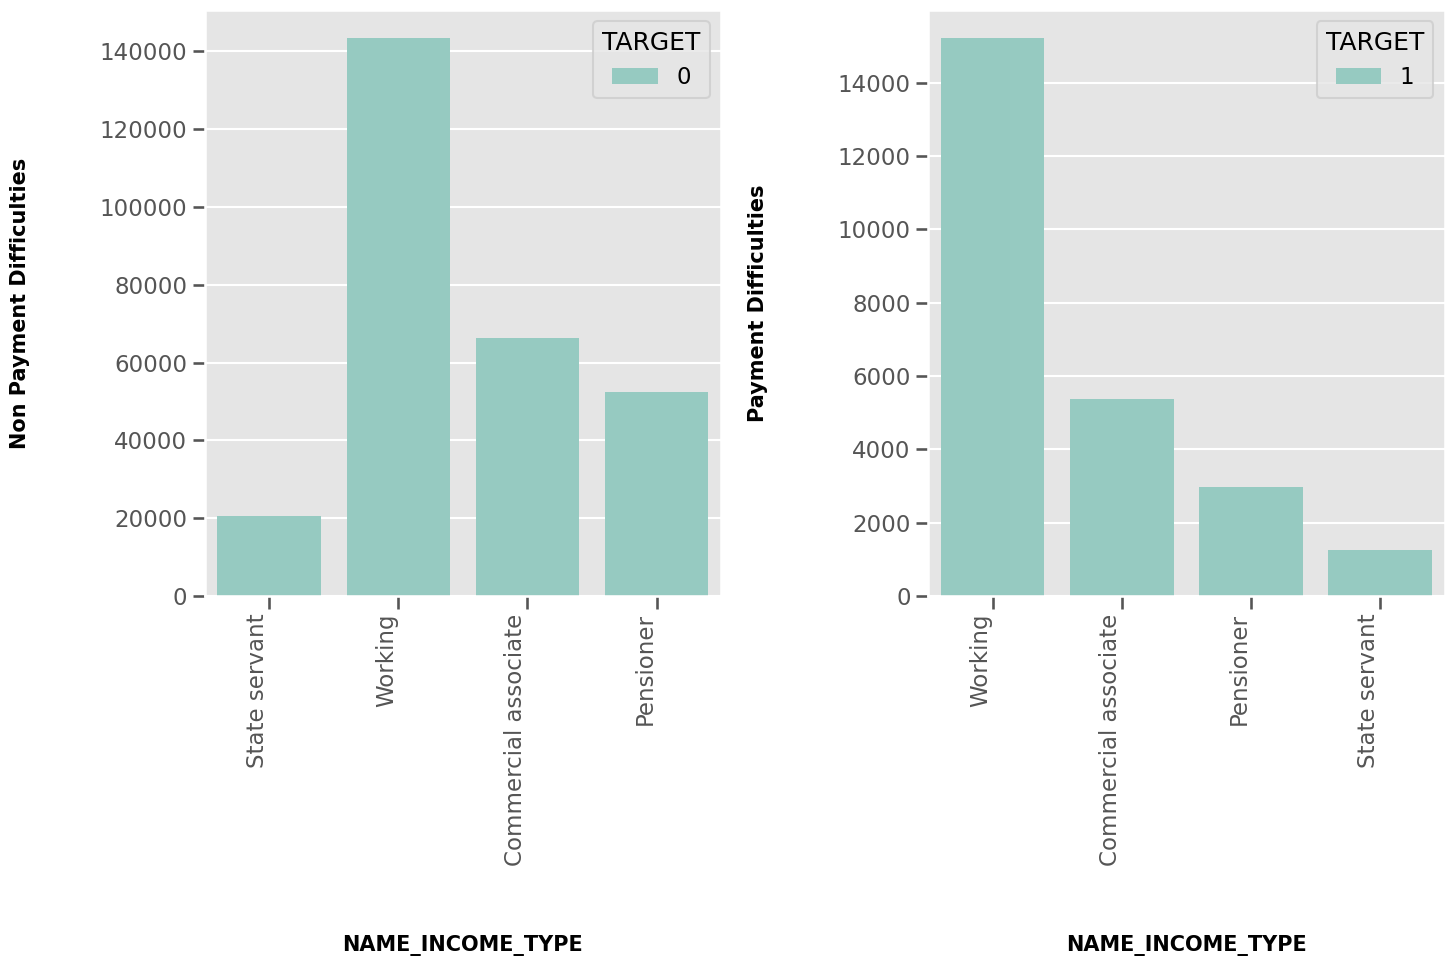 Non Payment Difficulties
140000
120000
100000
80000
60000
40000
20000
0
TARGET
0
State servant
Working
Commercial associate
Pensioner
NAME_INCOME_TYPE
Payment Difficulties
14000
12000
10000
8000
6000
4000
2000
0
TARGET
1
Working
Commercial associate
Pensioner
State servant
NAME_INCOME_TYPE